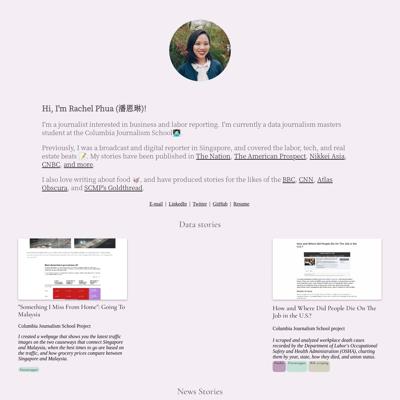 Hi, I'm Rachel Phua (潘恩琳)!
I'm a journalist interested in business and labor reporting. I'm currently a data journalism masters
student at the Columbia Journalism School
Previously, I was a broadcast and digital reporter in Singapore, and covered the labor, tech, and real
estate beats 📝. My stories have been published in The Nation, The American Prospect, Nikkei Asia,
CNBC, and more.
I also love writing about food, and have produced stories for the likes of the BBC, CNN, Atlas
Obscura, and SCMP's Goldthread.
E-mail | LinkedIn | Twitter | GitHub | Resume
Data stories
"Something I Miss From Home": Going To
Malaysia
Columbia Journalism School Project
I created a webpage that shows you the latest traffic
images on the two causeways that connect Singapore
and Malaysia, when the best times to go are based on
the traffic, and how grocery prices compare between
Singapore and Malaysia.
How and Where Did People Die On The
Job in the U.S.?
Columbia Journalism School project
I scraped and analyzed workplace death cases
recorded by the Department of Labor's Occupational
Safety and Health Administration (OSHA), charting
them by year, state, how they died, and union status.
News Stories